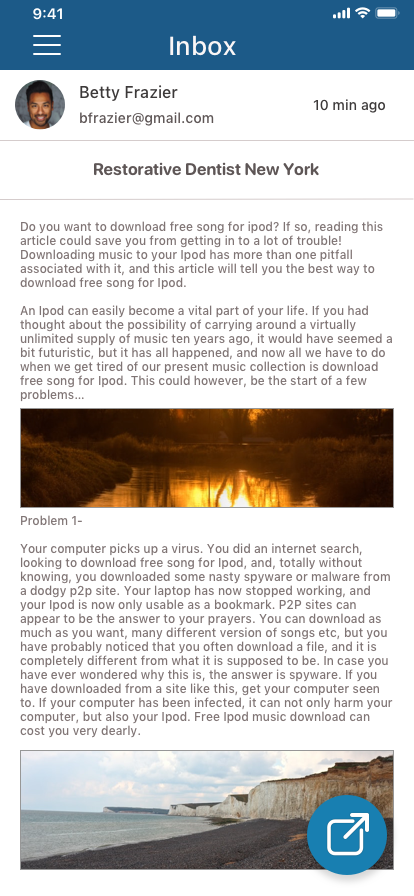 9:41
Inbox
Betty Frazier
10 min ago
bfrazier@gmail.com
Restorative Dentist New York
Do you want to download free song for ipod? If so, reading this
article could save you from getting in to a lot of trouble!
Downloading music to your Ipod has more than one pitfall
associated with it, and this article will tell you the best way to
download free song for Ipod.
An Ipod can easily become a vital part of your life. If you had
thought about the possibility of carrying around a virtually
unlimited supply of music ten years ago, it would have seemed a
bit futuristic, but it has all happened, and now all we have to do
when we get tired of our present music collection is download
free song for Ipod. This could however, be the start of a few
problems...
Problem 1-
Your computer picks up a virus. You did an internet search,
looking to download free song for Ipod, and, totally without
knowing, you downloaded some nasty spyware or malware from
a dodgy p2p site. Your laptop has now stopped working, and
your Ipod is now only usable as a bookmark. P2P sites can
appear to be the answer to your prayers. You can download as
much as you want, many different version of songs etc, but you
have probably noticed that you often download a file, and it is
completely different from what it is supposed to be. In case you
have ever wondered why this is, the answer is spyware. If you
have downloaded from a site like this, get your computer seen
to. If your computer has been infected, it can not only harm your
computer, but also your Ipod. Free Ipod music download can
cost you very dearly.